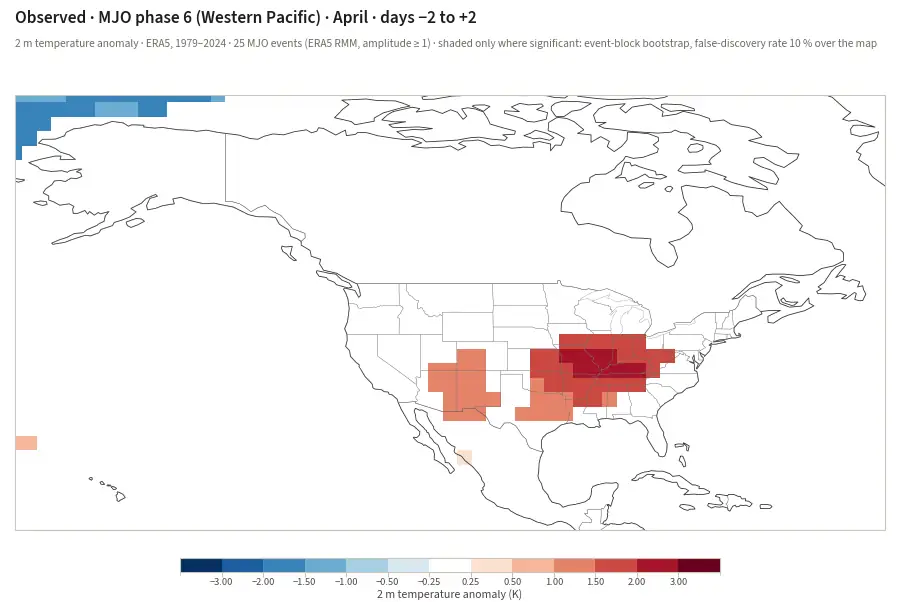 Observed · MJO phase 6 (Western Pacific) · April · days −2 to +2
2 m temperature anomaly · ERA5, 1979–2024 · 25 MJO events (ERA5 RMM, amplitude ≥ 1) · shaded only where significant: event-block bootstrap, false-discovery rate 10 % over the map
−3.00 −2.00 −1.50 −1.00 −0.50 −0.25 0.25 0.50 1.00 1.50 2.00 3.00
2 m temperature anomaly (K)